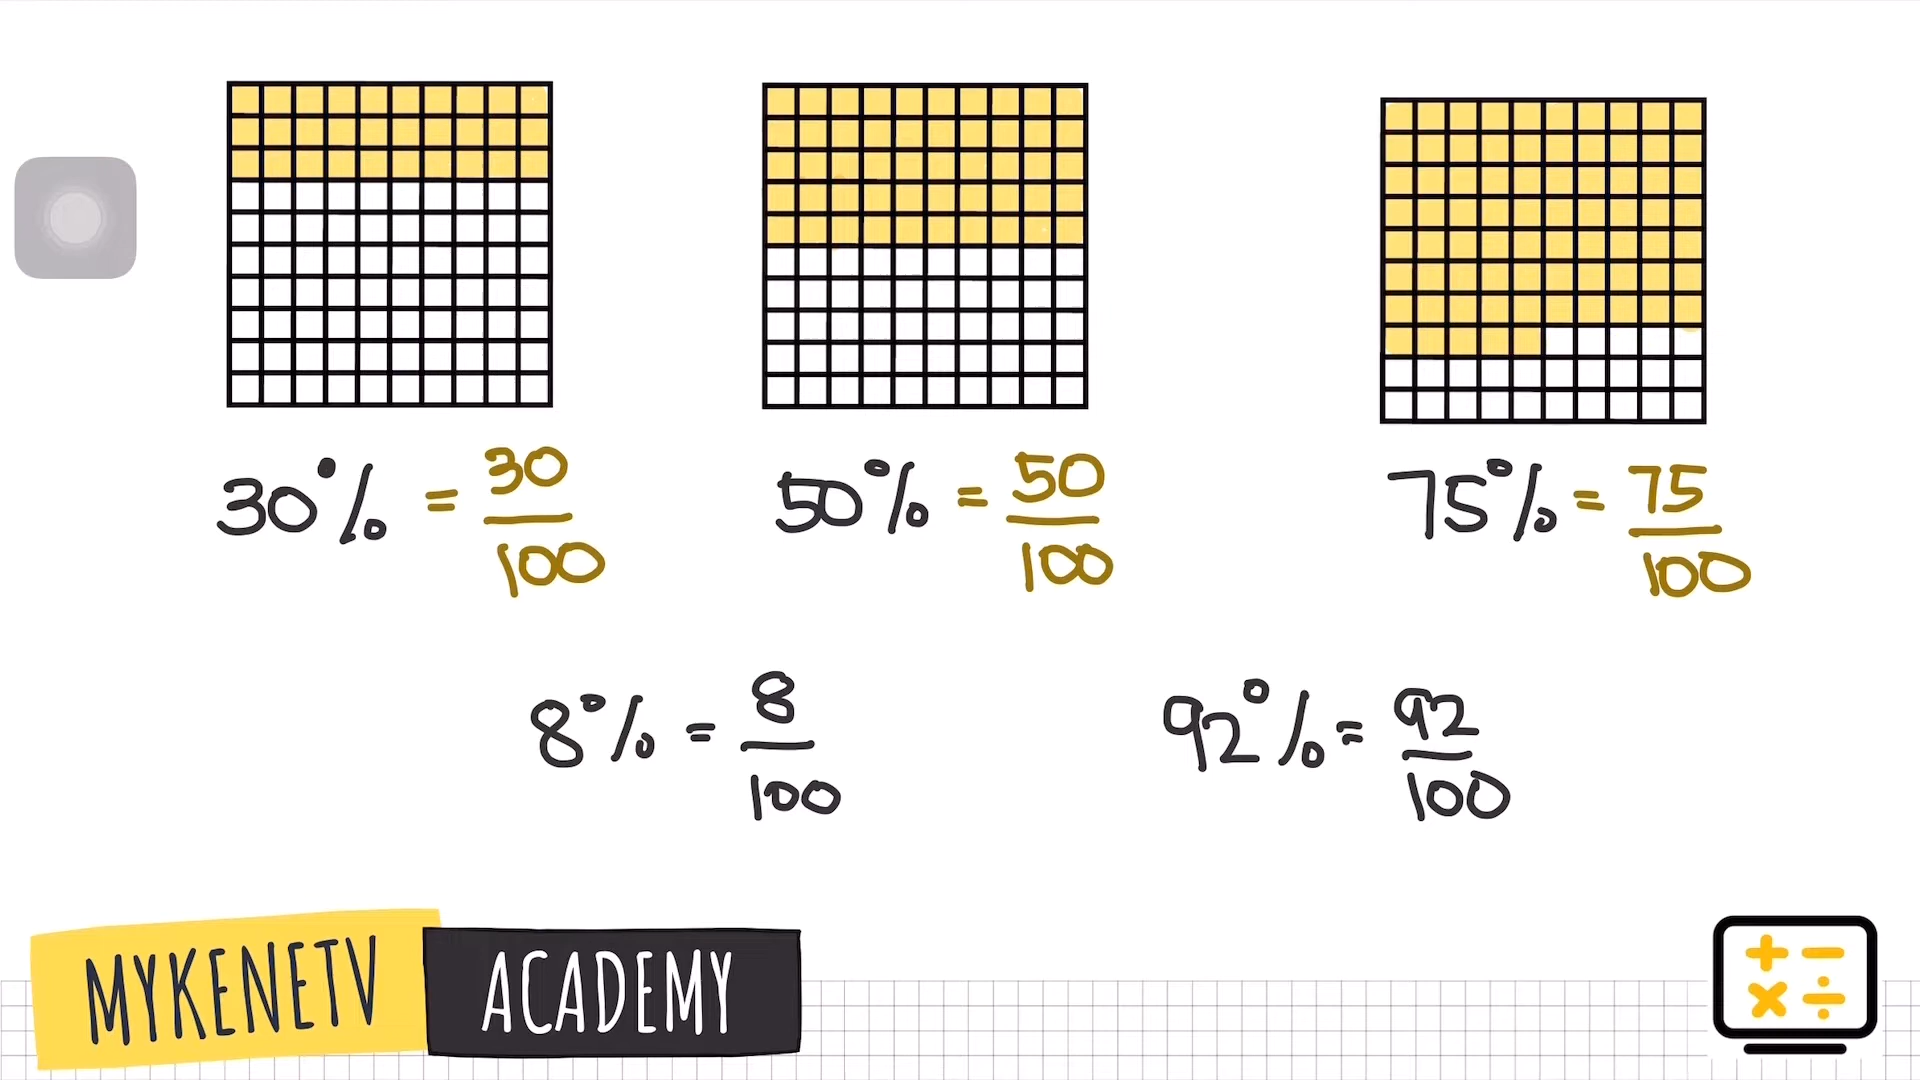 30% = 30/100
50% = 50/100
75% = 75/100
8% = 8/100
92% = 92/100
MYKENETV ACADEMY
+ − × ÷